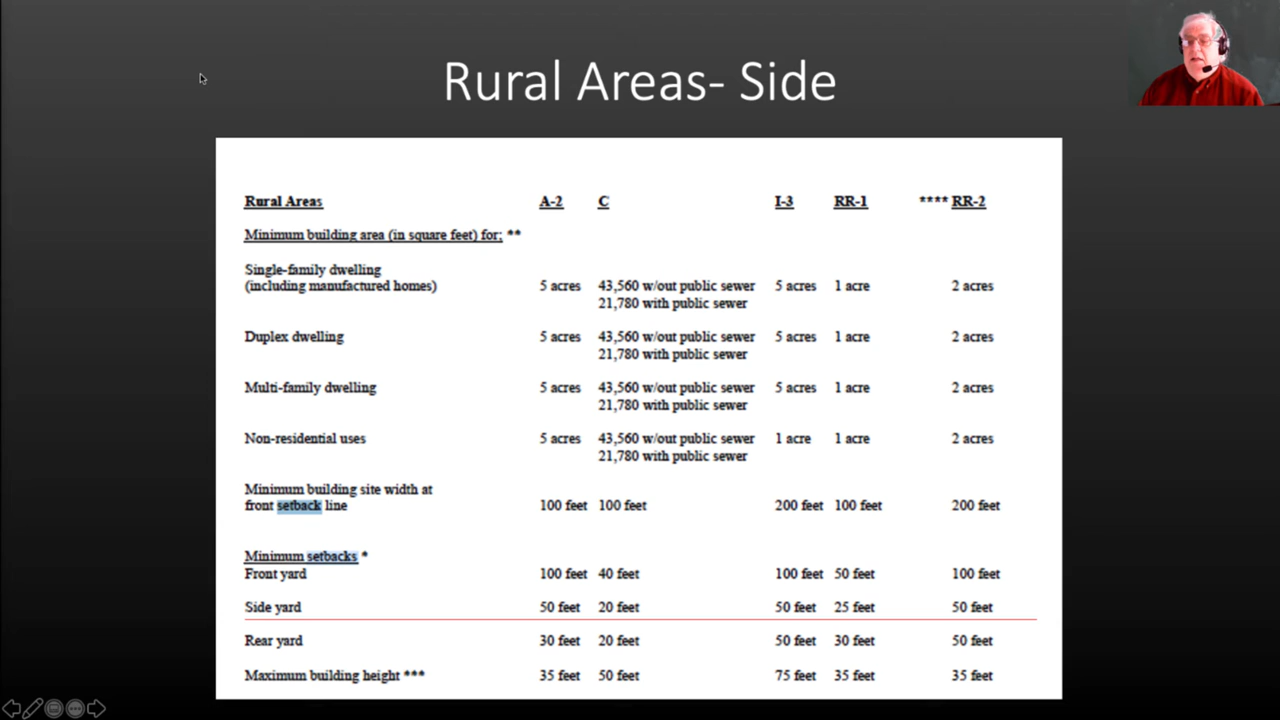 Rural Areas- Side
Rural Areas A-2 C I-3 RR-1 **** RR-2
Minimum building area (in square feet) for; **
Single-family dwelling
(including manufactured homes) 5 acres 43,560 w/out public sewer 5 acres 1 acre 2 acres
21,780 with public sewer
Duplex dwelling 5 acres 43,560 w/out public sewer 5 acres 1 acre 2 acres
21,780 with public sewer
Multi-family dwelling 5 acres 43,560 w/out public sewer 5 acres 1 acre 2 acres
21,780 with public sewer
Non-residential uses 5 acres 43,560 w/out public sewer 1 acre 1 acre 2 acres
21,780 with public sewer
Minimum building site width at
front setback line 100 feet 100 feet 200 feet 100 feet 200 feet
Minimum setbacks *
Front yard 100 feet 40 feet 100 feet 50 feet 100 feet
Side yard 50 feet 20 feet 50 feet 25 feet 50 feet
Rear yard 30 feet 20 feet 50 feet 30 feet 50 feet
Maximum building height *** 35 feet 50 feet 75 feet 35 feet 35 feet